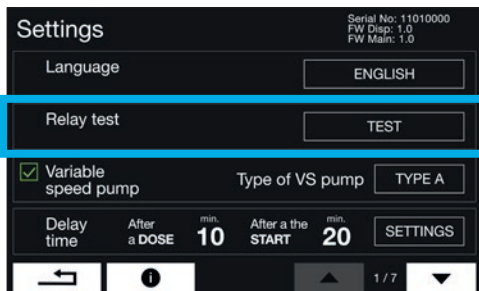 Settings
Serial No: 11010000
FW Disp: 1.0
FW Main: 1.0
Language
ENGLISH
Relay test
TEST
Variable
speed pump
Type of VS pump
TYPE A
Delay
time
After
a DOSE
min.
10
After a the
START
min.
20
SETTINGS
i
1/7